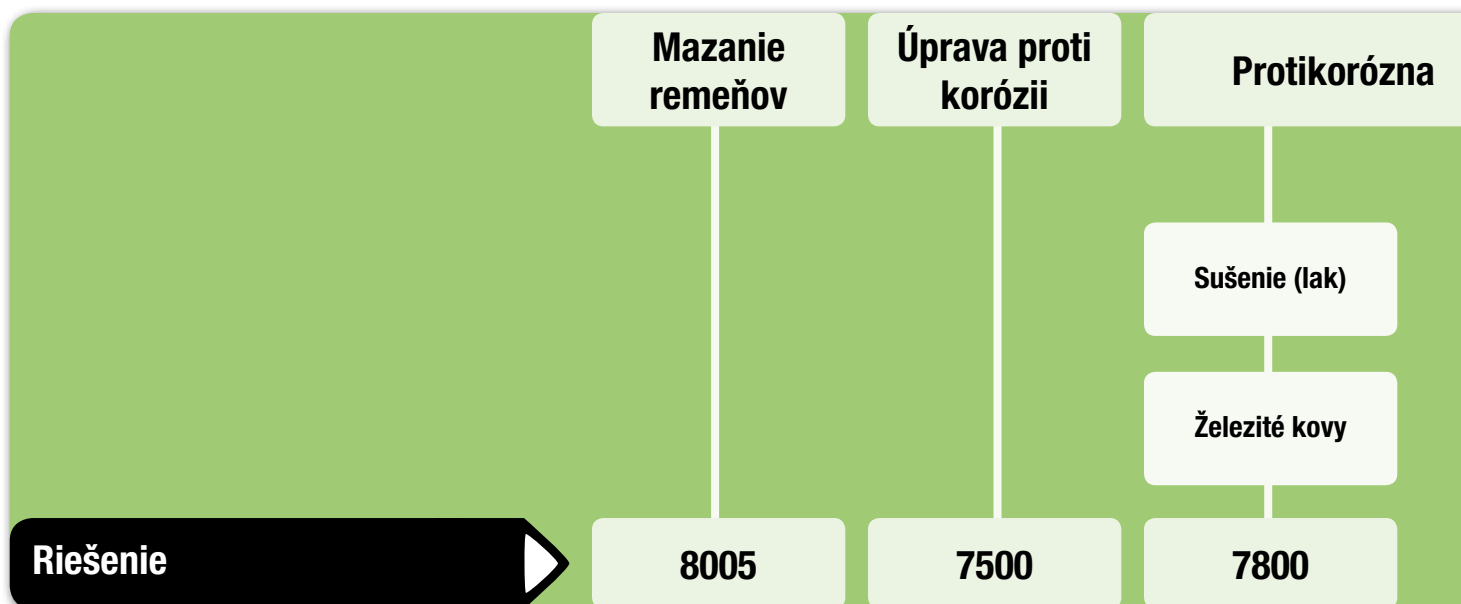 Mazanie
remeňov
Úprava proti
korózii
Protikorózna
Sušenie (lak)
Železité kovy
Riešenie
8005
7500
7800